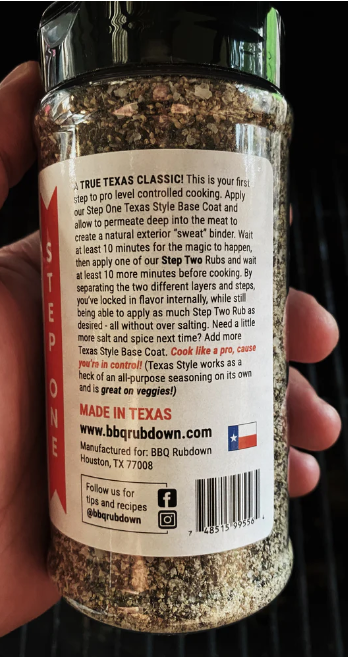 STEP ONE
A TRUE TEXAS CLASSIC! This is your first
step to pro level controlled cooking. Apply
our Step One Texas Style Base Coat and
allow to permeate deep into the meat to
create a natural exterior “sweat” binder. Wait
at least 10 minutes for the magic to happen,
then apply one of our Step Two Rubs and wait
at least 10 more minutes before cooking. By
separating the two different layers and steps,
you've locked in flavor internally, while still
being able to apply as much Step Two Rub as
desired - all without over salting. Need a little
more salt and spice next time? Add more
Texas Style Base Coat. Cook like a pro, cause
you're in control! (Texas Style works as a
heck of an all-purpose seasoning on its own
and is great on veggies!)
MADE IN TEXAS
www.bbqrubdown.com
Manufactured for: BBQ Rubdown
Houston, TX 77008
Follow us for
tips and recipes
@bbqrubdown
7 48515 99556